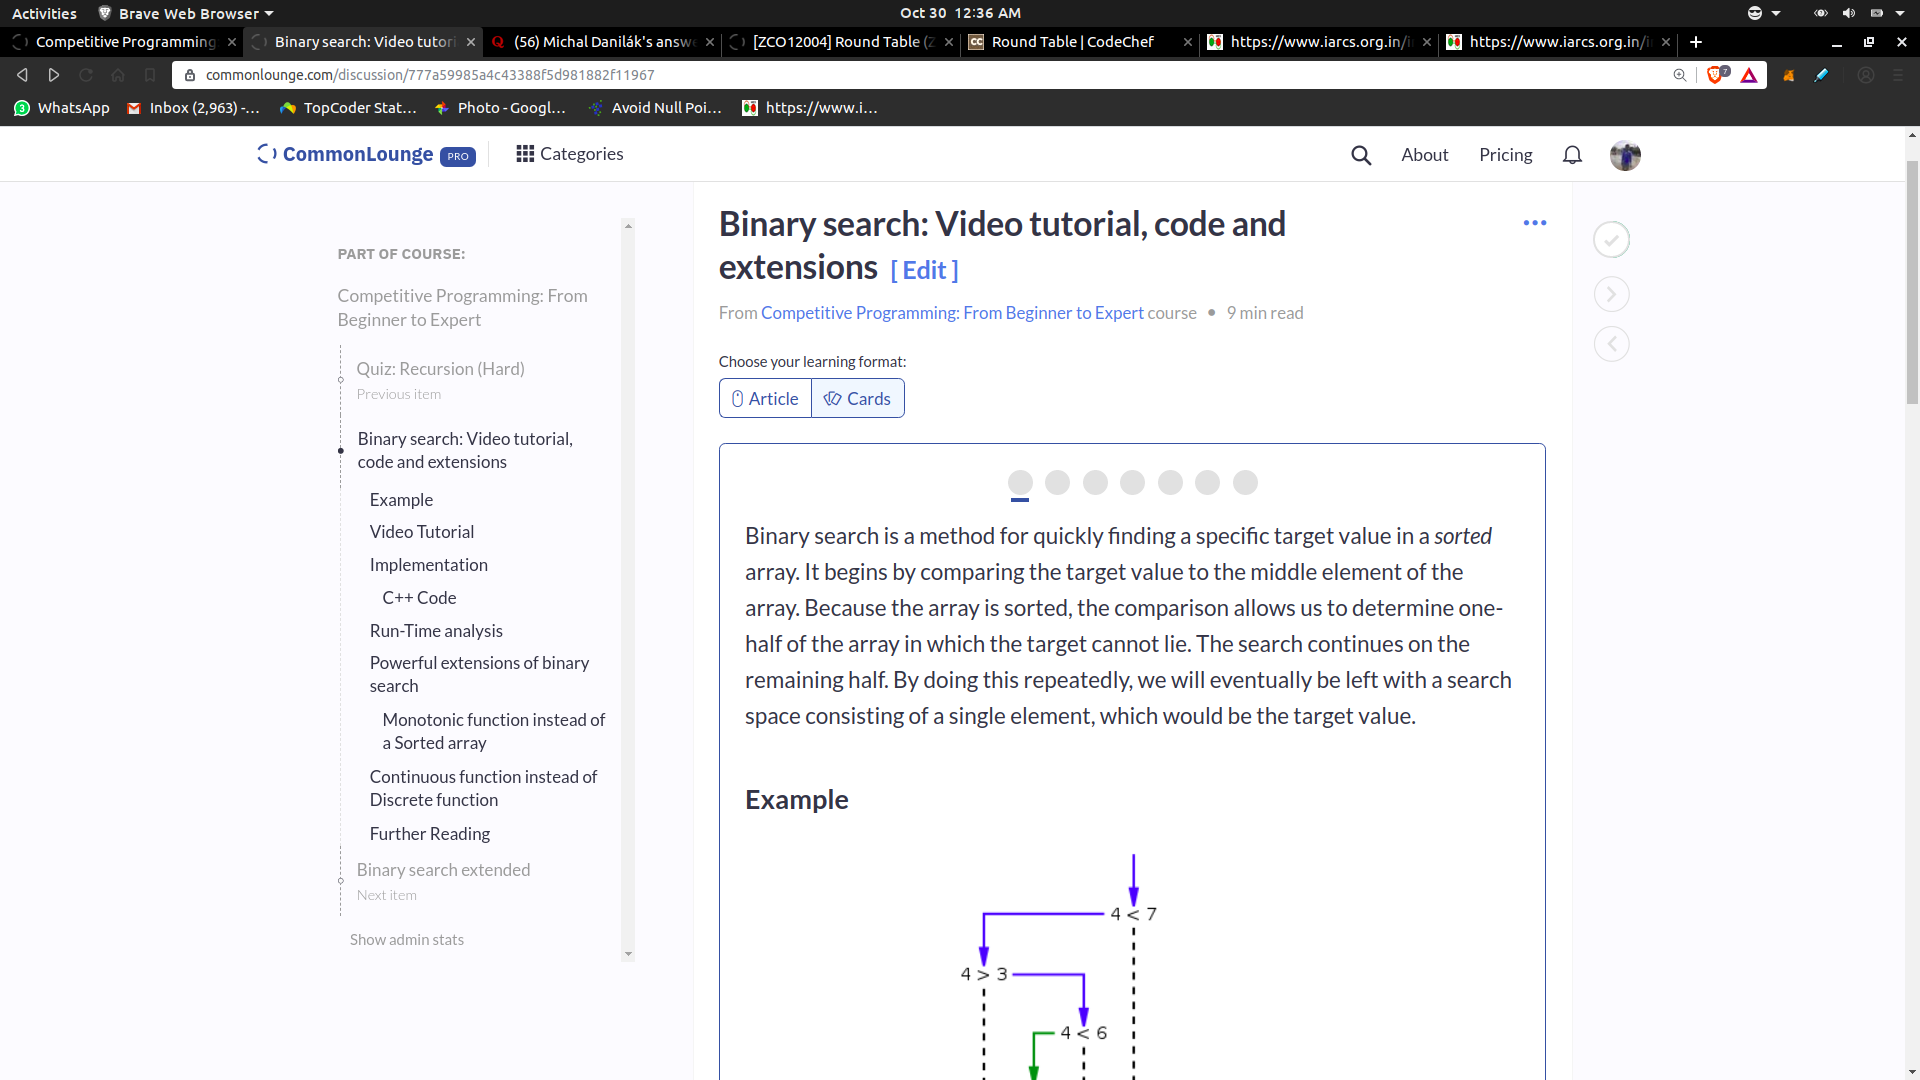 Activities Brave Web Browser Oct 30 12:36 AM
Competitive Programming: Binary search: Video tutori (56) Michal Danilák's answ [ZCO12004] Round Table (Z Round Table | CodeChef https://www.iarcs.org.in/i https://www.iarcs.org.in/i
commonlounge.com/discussion/777a59985a4c43388f5d981882f11967 7
WhatsApp Inbox (2,963) -... TopCoder Stat... Photo - Googl... Avoid Null Poi... https://www.i...
CommonLounge PRO Categories About Pricing
PART OF COURSE:
Competitive Programming: From
Beginner to Expert
Quiz: Recursion (Hard)
Previous item
Binary search: Video tutorial,
code and extensions
Example
Video Tutorial
Implementation
C++ Code
Run-Time analysis
Powerful extensions of binary
search
Monotonic function instead of
a Sorted array
Continuous function instead of
Discrete function
Further Reading
Binary search extended
Next item
Show admin stats
Binary search: Video tutorial, code and
extensions [ Edit ]
From Competitive Programming: From Beginner to Expert course • 9 min read
Choose your learning format:
Article Cards
Binary search is a method for quickly finding a specific target value in a sorted
array. It begins by comparing the target value to the middle element of the
array. Because the array is sorted, the comparison allows us to determine one-
half of the array in which the target cannot lie. The search continues on the
remaining half. By doing this repeatedly, we will eventually be left with a search
space consisting of a single element, which would be the target value.
Example
4 < 7
4 > 3
4 < 6